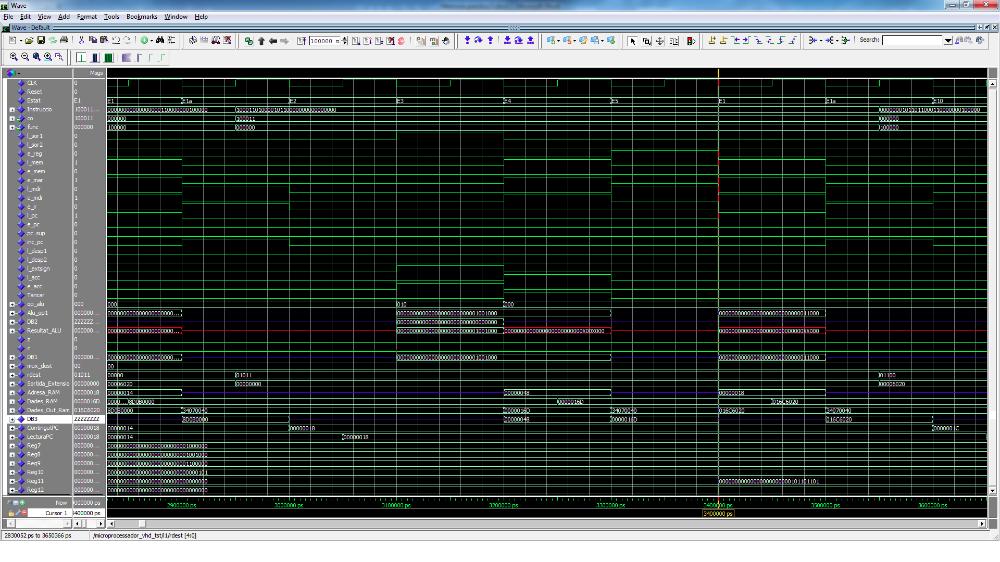 Wave
File Edit View Add Format Tools Bookmarks Window Help
Wave - Default
100000 n
Search:
Msgs
CLK 0
Reset 0
Estat E1 E1 E1a E2 E3 E4 E5 E1 E1a E10
Instruccio 100011... 00000000000000000110000000100000 10001101000010110000000000000000 00000001011011000110000000100000
co 100011 000000 100011 000000
func 000000 100000 000000 100000
l_sor1 0
l_sor2 0
e_reg 0
l_mem 1
e_mem 0
e_mar 1
l_mdr 0
e_mdr 1
e_ir 0
l_pc 1
e_pc 0
pc_sup 0
inc_pc 0
l_desp1 0
l_desp2 0
l_extsign 0
l_acc 0
e_acc 0
Tancar 0
op_alu 000 000 010 000
Alu_op1 000000... 000000000000000000000... 00000000000000000000000001001000 00000000000000000000000000011000
DB2 ZZZZZZ... 00000000000000000000000000000000
Resultat_ALU 000000... 000000000000000000000... 00000000000000000000000001001000 0000000000000000000000000X00X000 000000000000000000000000000XX000
z 0
c 0
DB1 000000... 000000000000000000000... 00000000000000000000000001001000 00000000000000000000000000011000
mux_dest 00 00
rdest 01011 00000 01011 01100
Sortida_Extensio 00000000 00006020 00000000 00006020
Adresa_RAM 00000018 00000014 00000048 00000018
Dades_RAM 0000016D 0000... 8D0B0000 0000016D 016C6020
Dades_Out_Ram 016C6020 8D0B0000 34070040 0000016D 34070040 016C6020 34070040
DB3 ZZZZZZZZ 8D0B0000 00000048 0000016D 016C6020
ContingutPC 00000018 00000014 00000018 0000001C
LecturaPC 00000018 00000014 00000018
Reg7 000000... 00000000000000000000000001000000
Reg8 000000... 00000000000000000000000001001000
Reg9 000000... 00000000000000000000000001100000
Reg10 000000... 00000000000000000000000000000101
Reg11 000000... 00000000000000000000000000000000 00000000000000000000000101101101
Reg12 000000... 00000000000000000000000000000000
Now 0000000 ps 2900000 ps 3000000 ps 3100000 ps 3200000 ps 3300000 ps 3400000 ps 3500000 ps 3600000 ps
Cursor 1 3400000 ps 3400000 ps
2830052 ps to 3650366 ps /microprocessador_vhd_tst/i1/rdest [4:0]